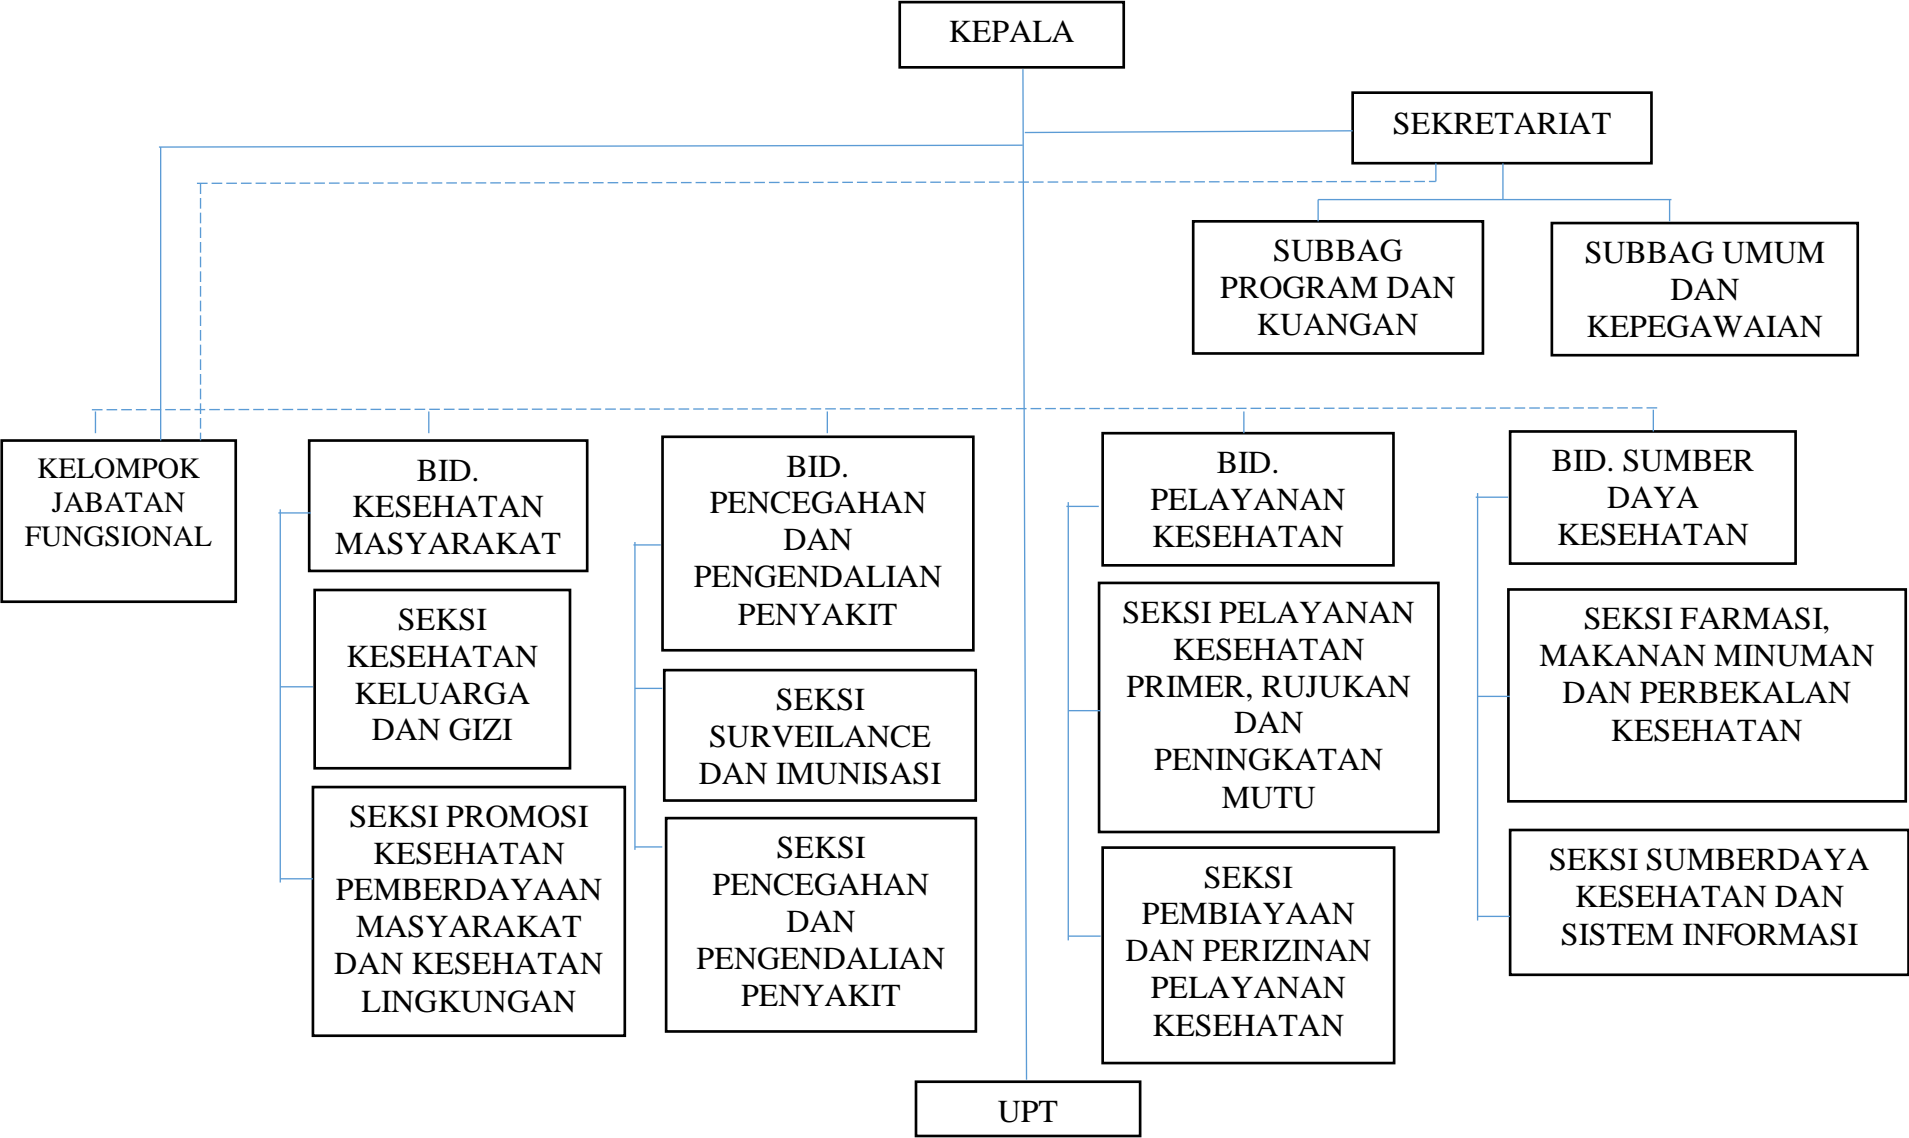 KEPALA
SEKRETARIAT
SUBBAG
PROGRAM DAN
KUANGAN
SUBBAG UMUM
DAN
KEPEGAWAIAN
KELOMPOK
JABATAN
FUNGSIONAL
BID.
KESEHATAN
MASYARAKAT
SEKSI
KESEHATAN
KELUARGA
DAN GIZI
SEKSI PROMOSI
KESEHATAN
PEMBERDAYAAN
MASYARAKAT
DAN KESEHATAN
LINGKUNGAN
BID.
PENCEGAHAN
DAN
PENGENDALIAN
PENYAKIT
SEKSI
SURVEILANCE
DAN IMUNISASI
SEKSI
PENCEGAHAN
DAN
PENGENDALIAN
PENYAKIT
BID.
PELAYANAN
KESEHATAN
SEKSI PELAYANAN
KESEHATAN
PRIMER, RUJUKAN
DAN
PENINGKATAN
MUTU
SEKSI
PEMBIAYAAN
DAN PERIZINAN
PELAYANAN
KESEHATAN
BID. SUMBER
DAYA
KESEHATAN
SEKSI FARMASI,
MAKANAN MINUMAN
DAN PERBEKALAN
KESEHATAN
SEKSI SUMBERDAYA
KESEHATAN DAN
SISTEM INFORMASI
UPT